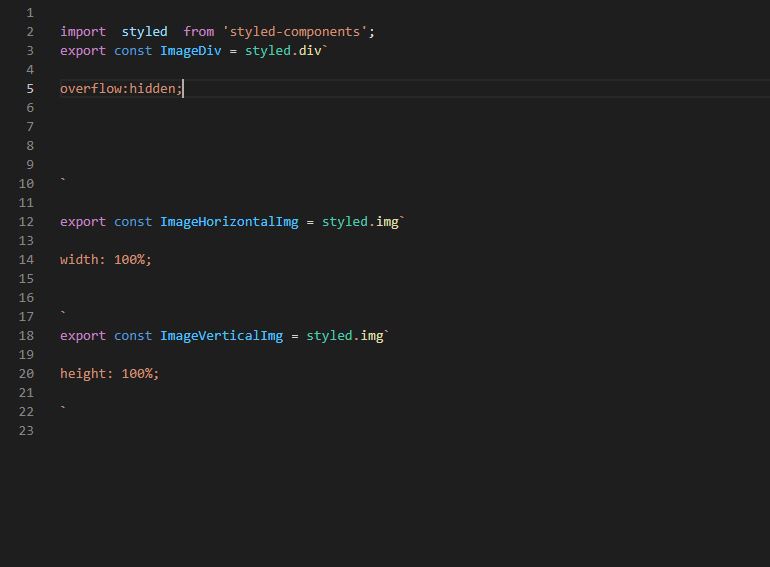 1
2 import  styled  from 'styled-components';
3 export const ImageDiv = styled.div`
4
5 overflow:hidden;
6
7
8
9
10 `
11
12 export const ImageHorizontalImg = styled.img`
13
14 width: 100%;
15
16
17 `
18 export const ImageVerticalImg = styled.img`
19
20 height: 100%;
21
22 `
23